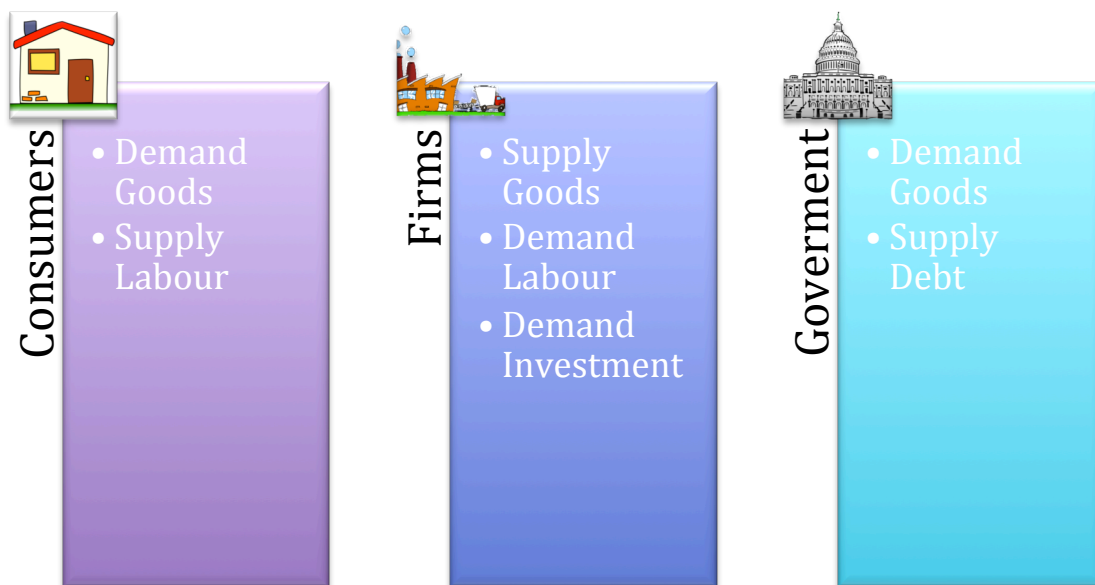 Consumers
• Demand
Goods
• Supply
Labour
Firms
• Supply
Goods
• Demand
Labour
• Demand
Investment
Goverment
• Demand
Goods
• Supply
Debt